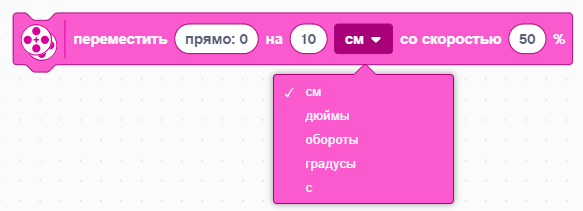 переместить прямо: 0 на 10 см со скоростью 50 %
см
дюймы
обороты
градусы
с